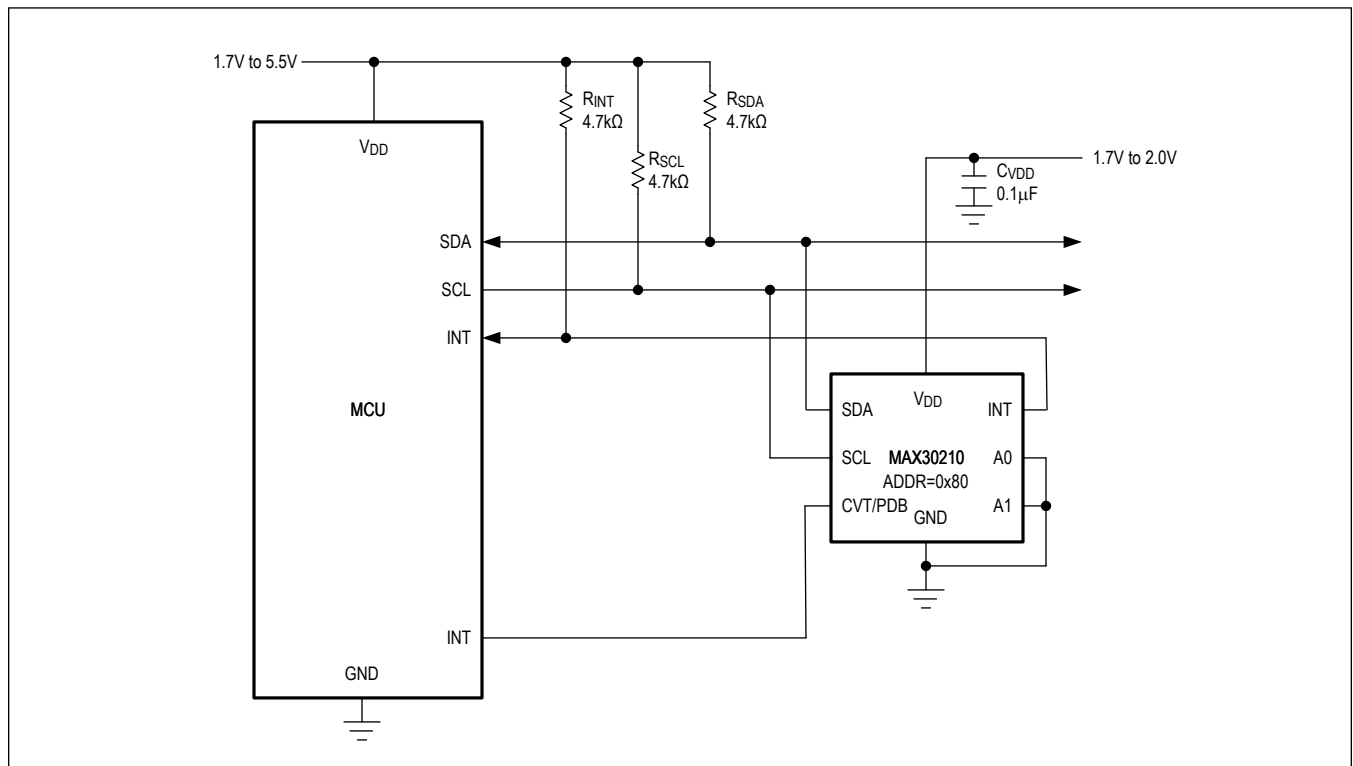 1.7V to 5.5V
RINT
4.7kΩ
RSDA
4.7kΩ
VDD
RSCL
4.7kΩ
1.7V to 2.0V
CVDD
0.1µF
SDA
SCL
INT
MCU
VDD
SDA
INT
SCL
MAX30210
A0
ADDR=0x80
CVT/PDB
A1
GND
INT
GND